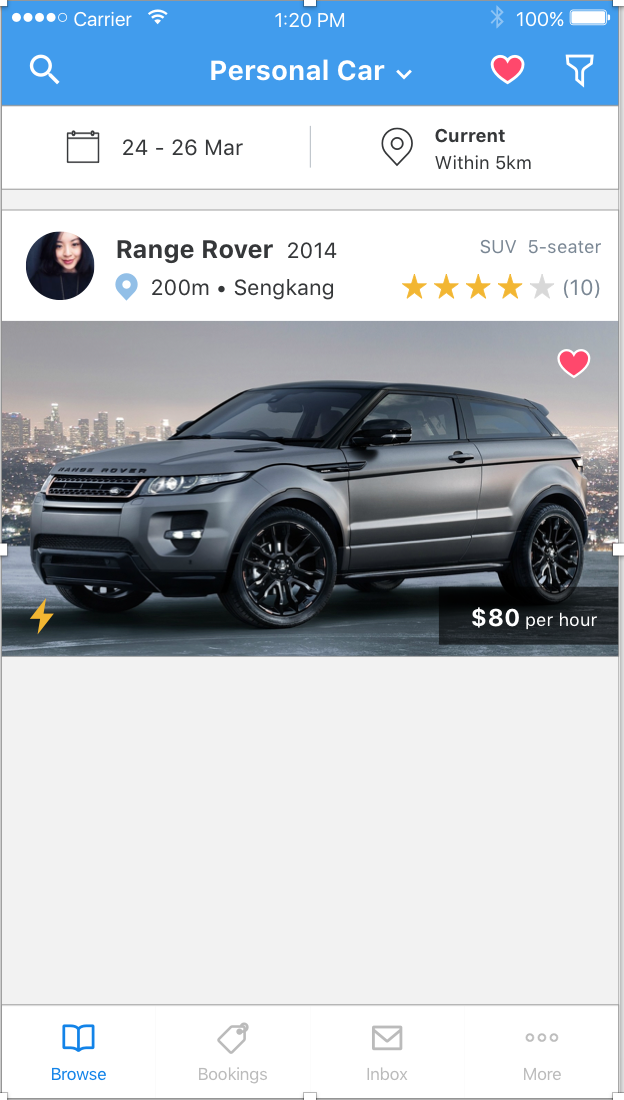 Carrier 1:20 PM 100%
Personal Car
24 - 26 Mar
Current
Within 5km
Range Rover 2014
SUV 5-seater
200m • Sengkang
(10)
RANGE ROVER
$80 per hour
Browse
Bookings
Inbox
More